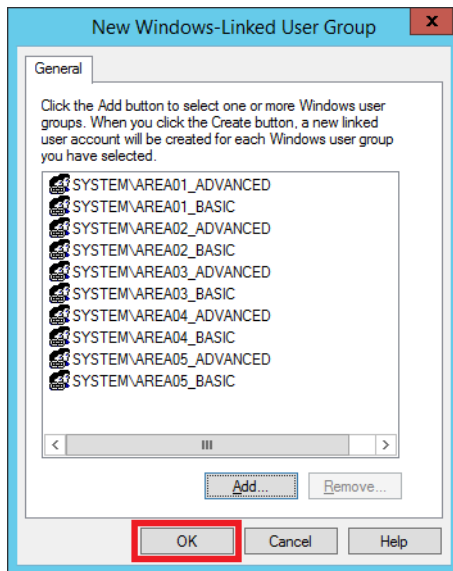 New Windows-Linked User Group
x
General
Click the Add button to select one or more Windows user
groups. When you click the Create button, a new linked
user account will be created for each Windows user group
you have selected.
SYSTEM\AREA01_ADVANCED
SYSTEM\AREA01_BASIC
SYSTEM\AREA02_ADVANCED
SYSTEM\AREA02_BASIC
SYSTEM\AREA03_ADVANCED
SYSTEM\AREA03_BASIC
SYSTEM\AREA04_ADVANCED
SYSTEM\AREA04_BASIC
SYSTEM\AREA05_ADVANCED
SYSTEM\AREA05_BASIC
Add... Remove...
OK Cancel Help